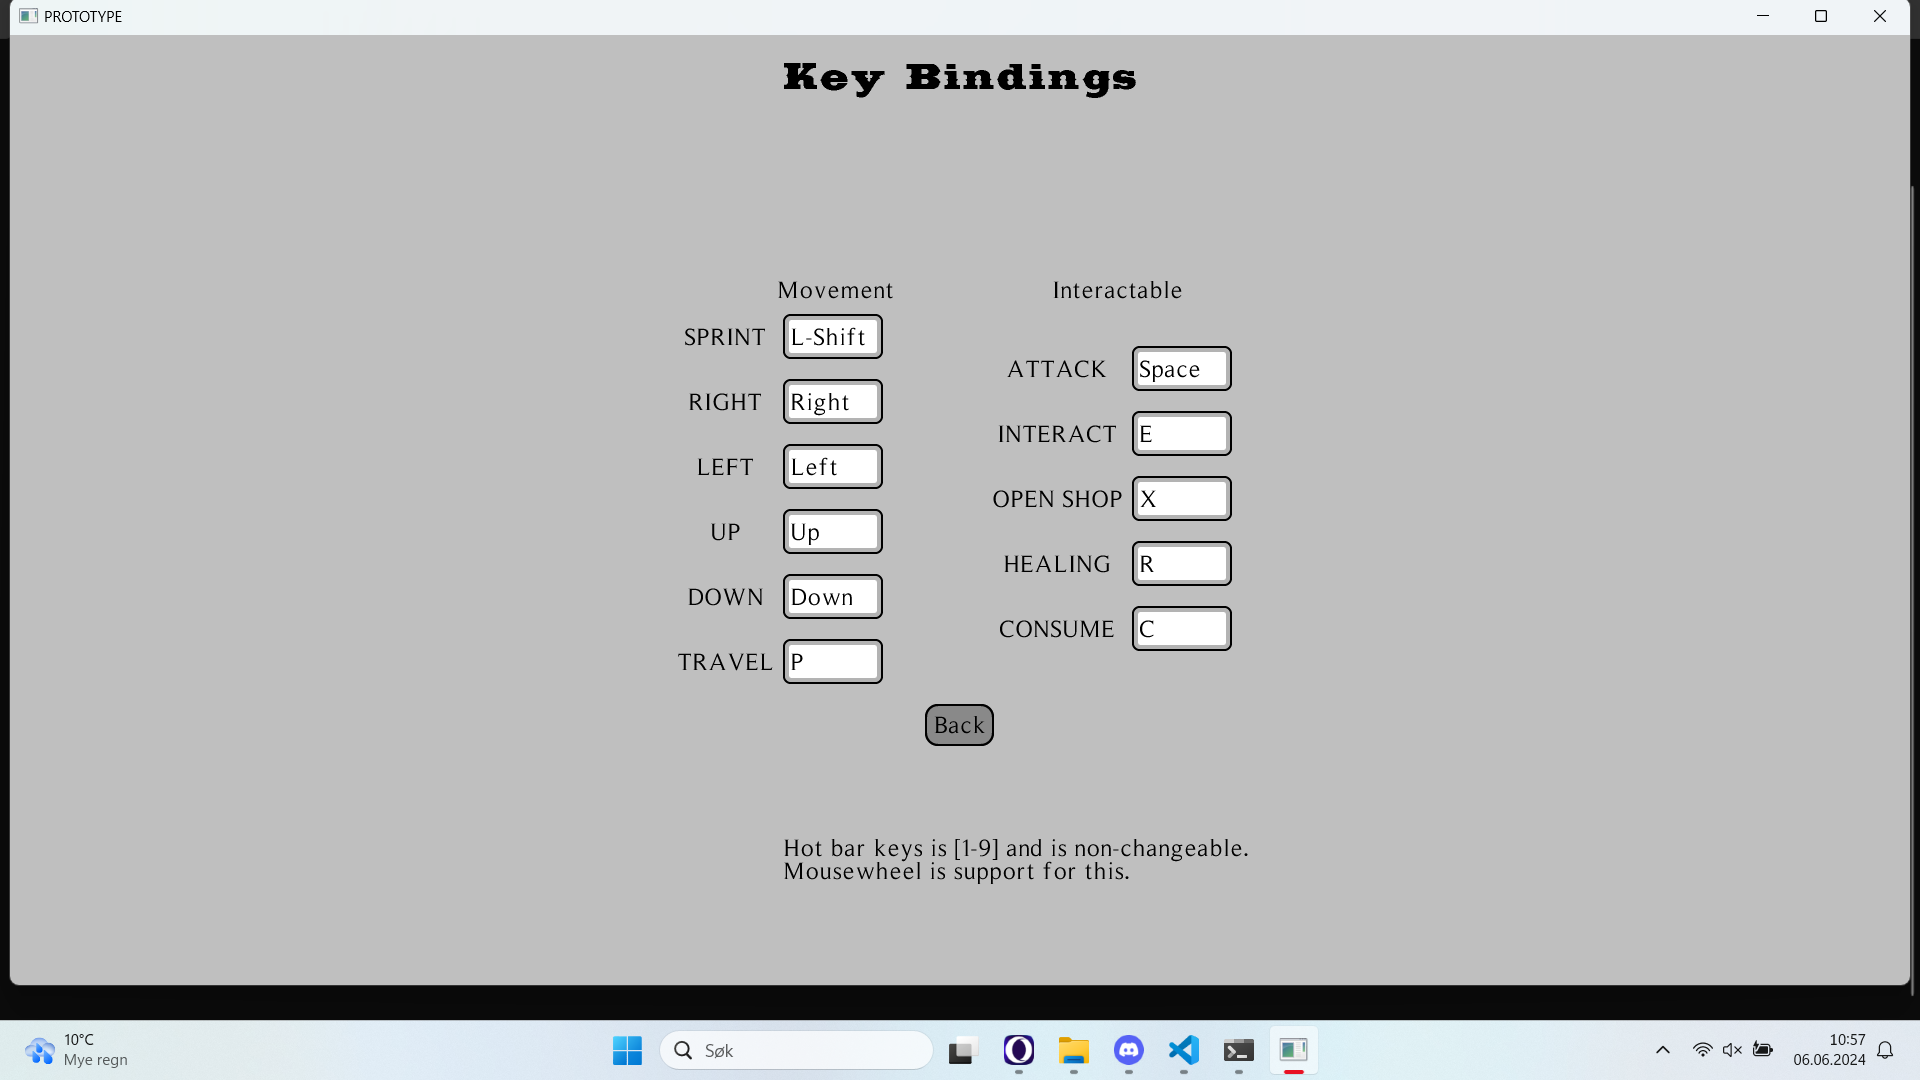 PROTOTYPE
Key Bindings
Movement
SPRINT L-Shift
RIGHT Right
LEFT Left
UP Up
DOWN Down
TRAVEL P
Interactable
ATTACK Space
INTERACT E
OPEN SHOP X
HEALING R
CONSUME C
Back
Hot bar keys is [1-9] and is non-changeable.
Mousewheel is support for this.
10°C
Mye regn
Søk
10:57
06.06.2024